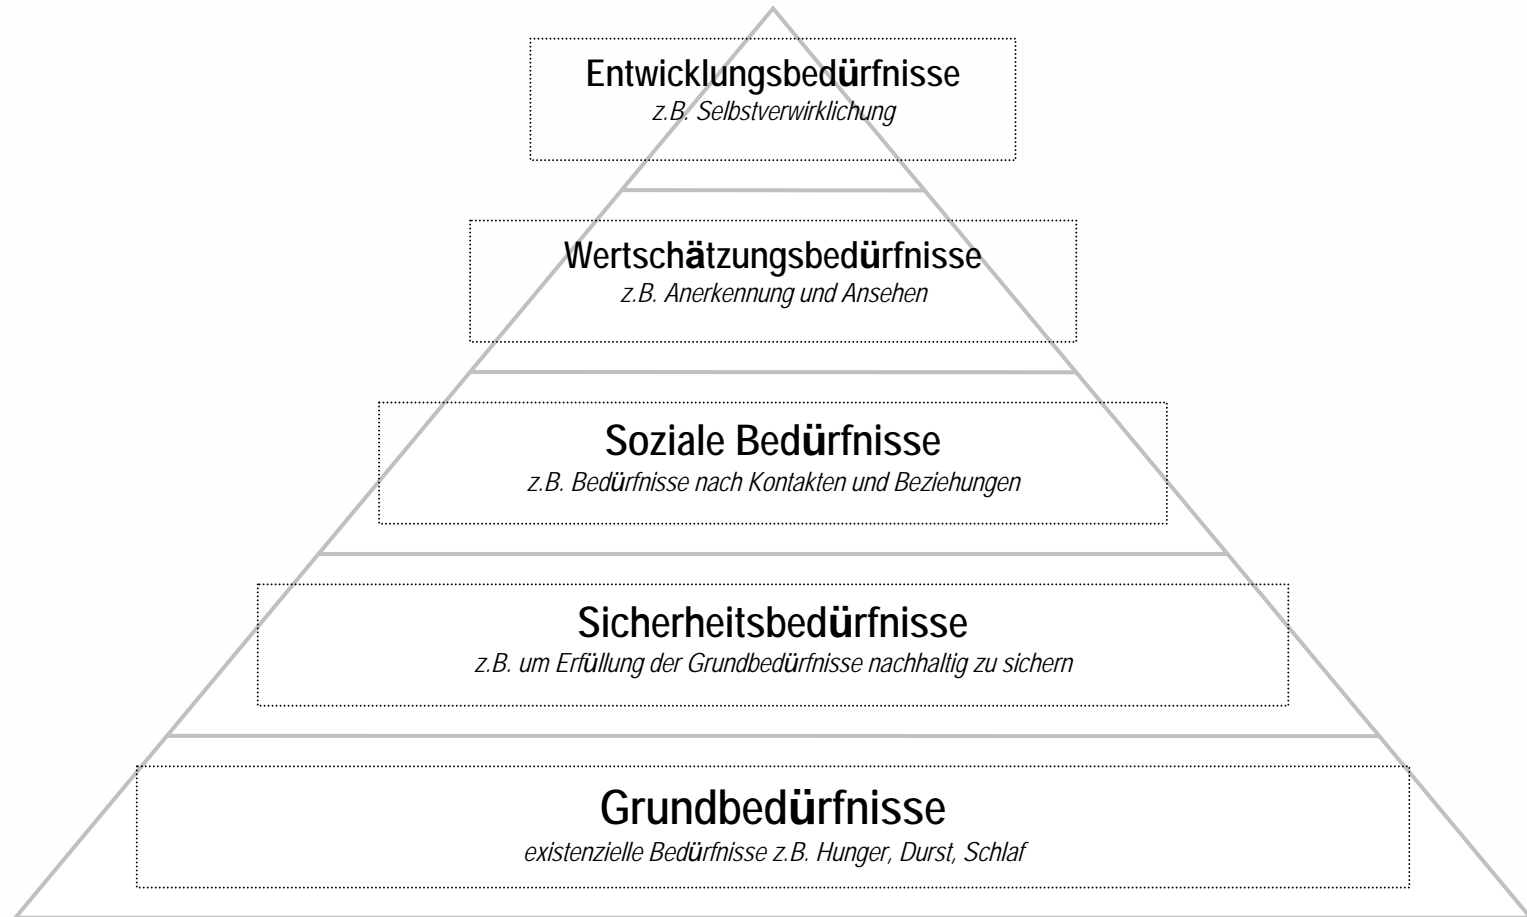 Entwicklungsbedürfnisse
z.B. Selbstverwirklichung
Wertschätzungsbedürfnisse
z.B. Anerkennung und Ansehen
Soziale Bedürfnisse
z.B. Bedürfnisse nach Kontakten und Beziehungen
Sicherheitsbedürfnisse
z.B. um Erfüllung der Grundbedürfnisse nachhaltig zu sichern
Grundbedürfnisse
existenzielle Bedürfnisse z.B. Hunger, Durst, Schlaf